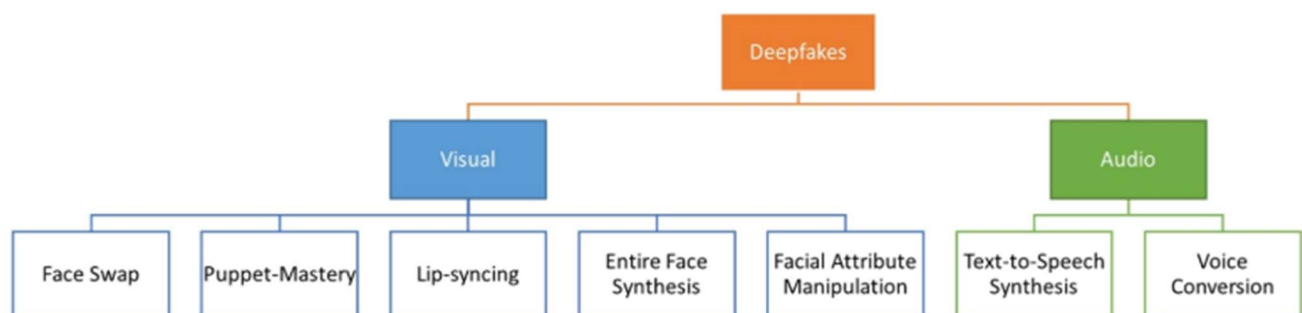 Deepfakes
Visual
Audio
Face Swap
Puppet-Mastery
Lip-syncing
Entire Face
Synthesis
Facial Attribute
Manipulation
Text-to-Speech
Synthesis
Voice
Conversion